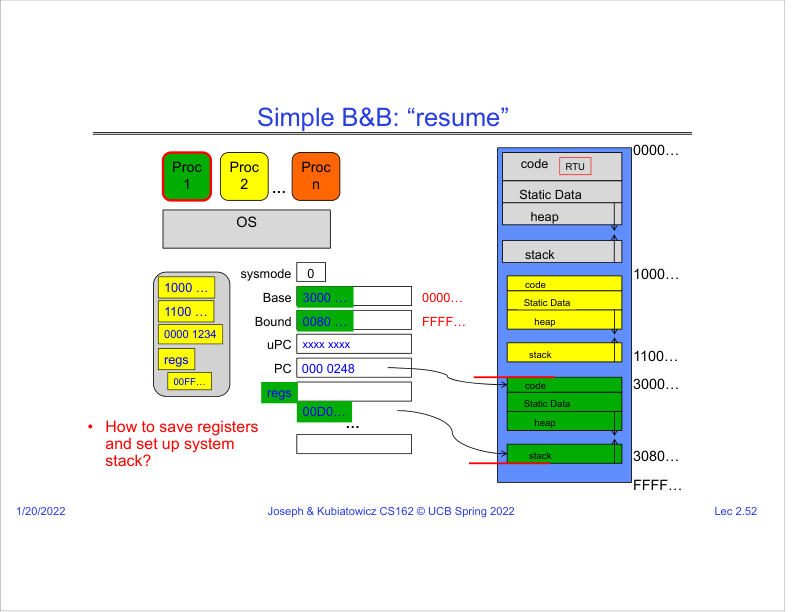 Simple B&B: “resume”
Proc
1
Proc
2
...
Proc
n
OS
sysmode 0
Base 3000 … 0000…
Bound 0080 … FFFF…
uPC xxxx xxxx
PC 000 0248
regs
00D0…
…
1000 …
1100 …
0000 1234
regs
00FF…
code RTU
Static Data
heap
stack
code
Static Data
heap
stack
code
Static Data
heap
stack
0000…
1000…
1100…
3000…
3080…
FFFF…
• How to save registers
and set up system
stack?
1/20/2022 Joseph & Kubiatowicz CS162 © UCB Spring 2022 Lec 2.52